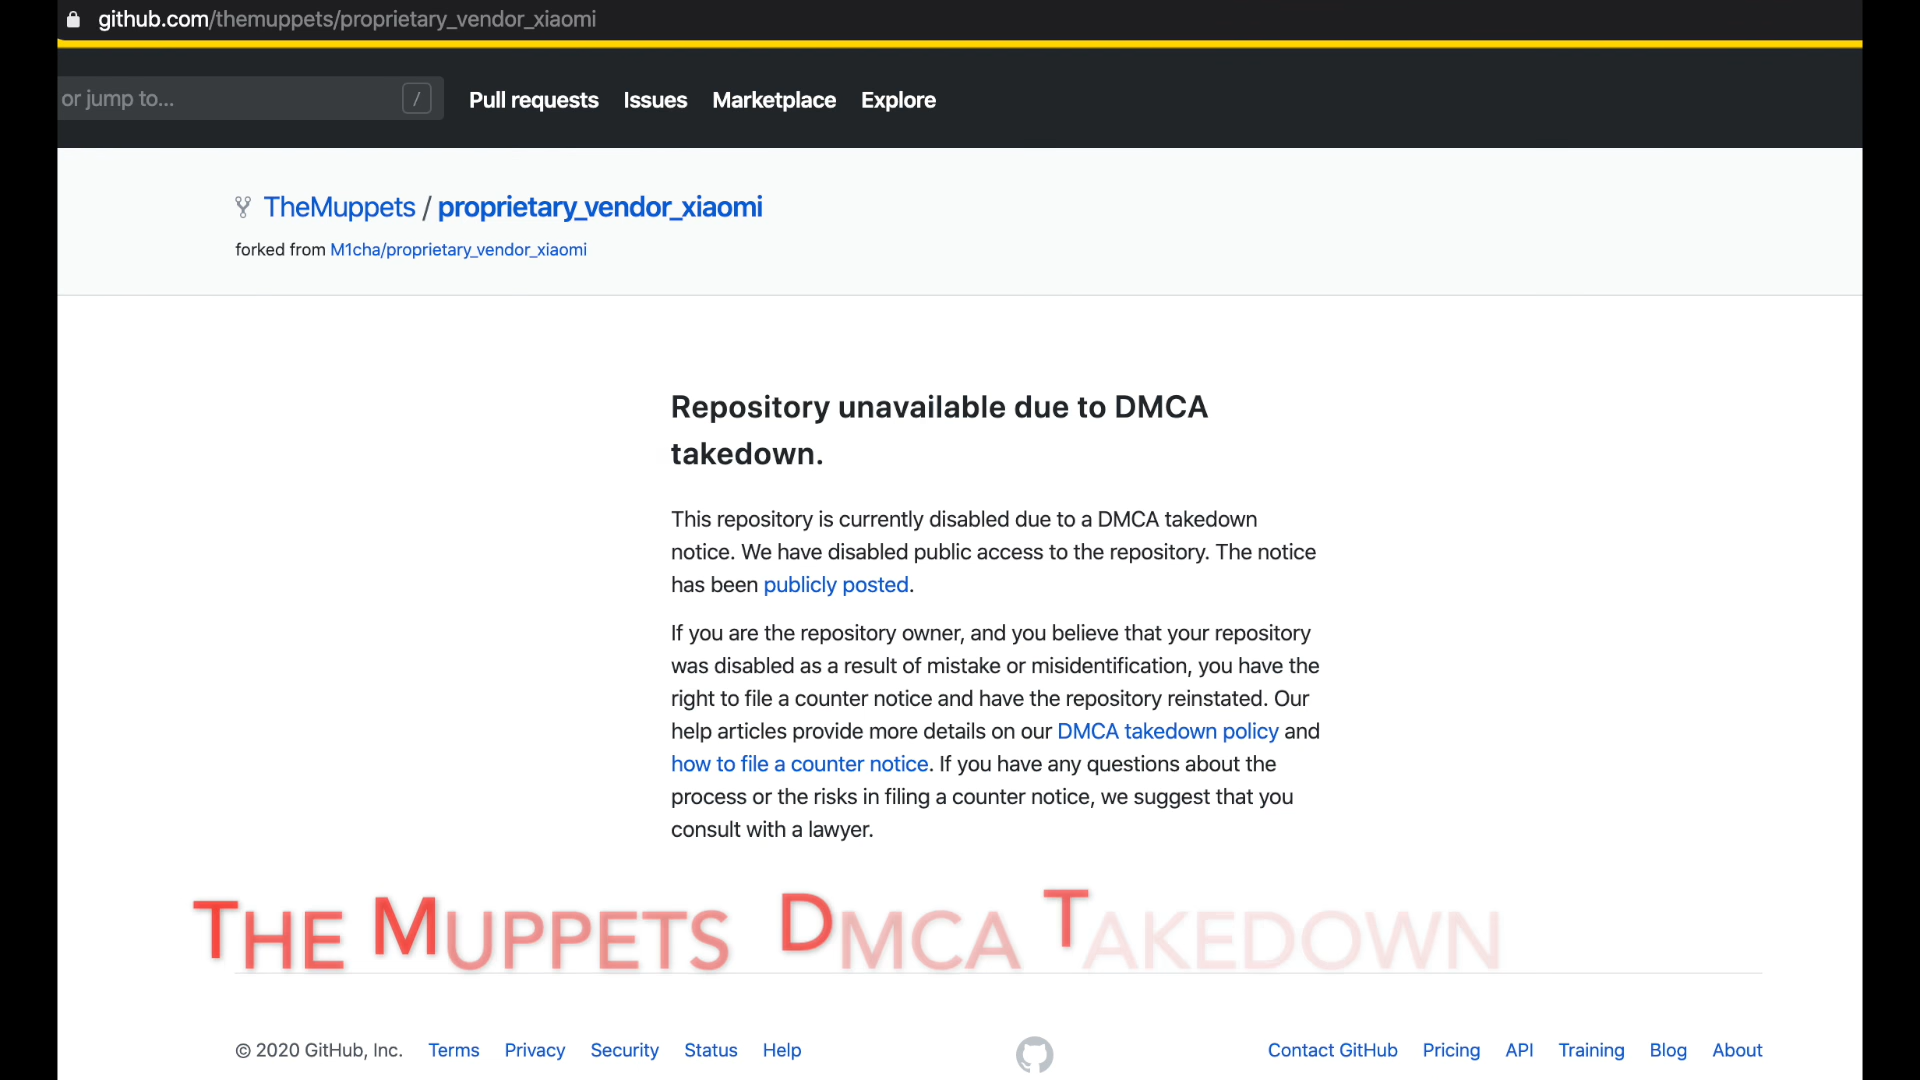 github.com/themuppets/proprietary_vendor_xiaomi
or jump to... /
Pull requests Issues Marketplace Explore
TheMuppets / proprietary_vendor_xiaomi
forked from M1cha/proprietary_vendor_xiaomi
Repository unavailable due to DMCA
takedown.
This repository is currently disabled due to a DMCA takedown
notice. We have disabled public access to the repository. The notice
has been publicly posted.
If you are the repository owner, and you believe that your repository
was disabled as a result of mistake or misidentification, you have the
right to file a counter notice and have the repository reinstated. Our
help articles provide more details on our DMCA takedown policy and
how to file a counter notice. If you have any questions about the
process or the risks in filing a counter notice, we suggest that you
consult with a lawyer.
The Muppets Dmca Takedown
© 2020 GitHub, Inc. Terms Privacy Security Status Help Contact GitHub Pricing API Training Blog About